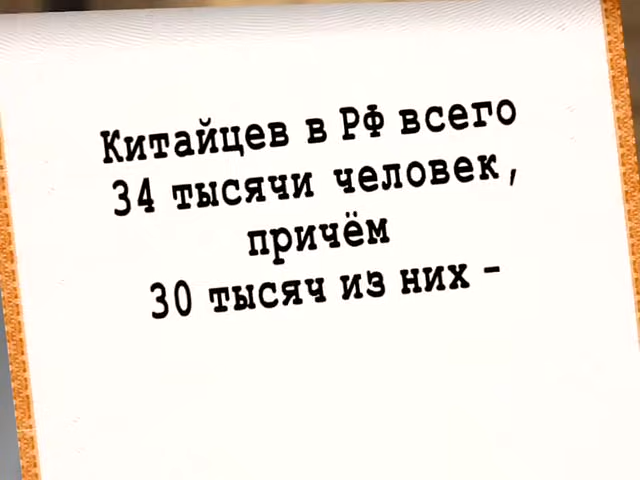 Китайцев в РФ всего
34 тысячи человек,
причём
30 тысяч из них –